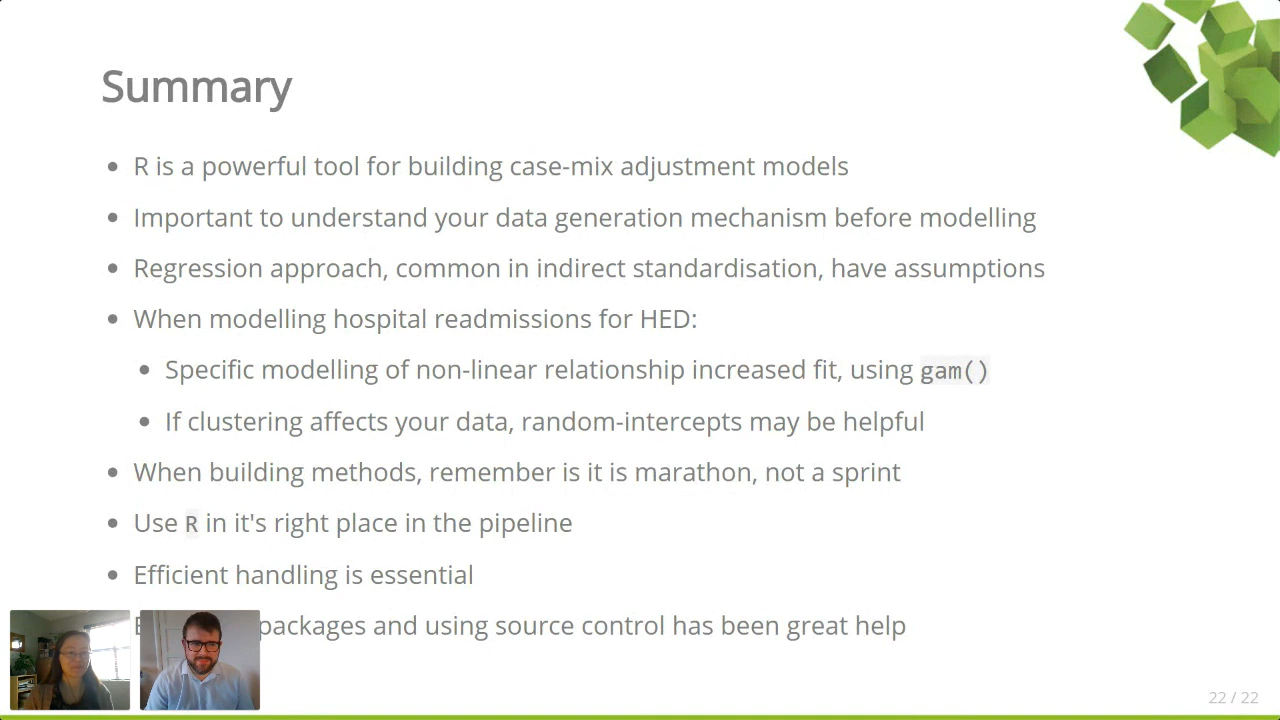 Summary
R is a powerful tool for building case-mix adjustment models
Important to understand your data generation mechanism before modelling
Regression approach, common in indirect standardisation, have assumptions
When modelling hospital readmissions for HED:
Specific modelling of non-linear relationship increased fit, using gam()
If clustering affects your data, random-intercepts may be helpful
When building methods, remember is it is marathon, not a sprint
Use R in it's right place in the pipeline
Efficient handling is essential
packages and using source control has been great help
22 / 22